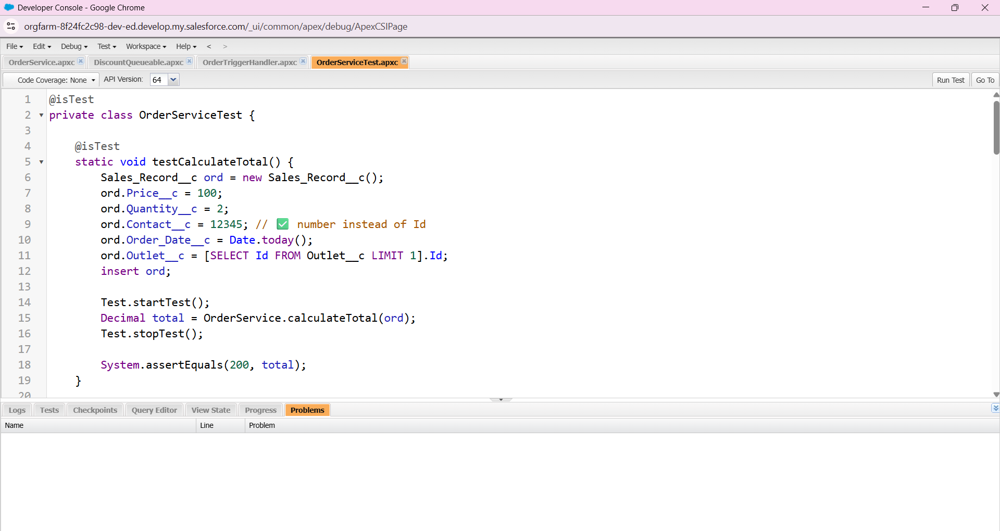 Developer Console - Google Chrome
orgfarm-8f24fc2c98-dev-ed.develop.my.salesforce.com/_ui/common/apex/debug/ApexCSIPage
File Edit Debug Test Workspace Help < >
OrderService.apxc DiscountQueueable.apxc OrderTriggerHandler.apxc OrderServiceTest.apxc
Code Coverage: None API Version: 64 Run Test Go To
1 @isTest
2 private class OrderServiceTest {
3
4 @isTest
5 static void testCalculateTotal() {
6 Sales_Record__c ord = new Sales_Record__c();
7 ord.Price__c = 100;
8 ord.Quantity__c = 2;
9 ord.Contact__c = 12345; // ✅ number instead of Id
10 ord.Order_Date__c = Date.today();
11 ord.Outlet__c = [SELECT Id FROM Outlet__c LIMIT 1].Id;
12 insert ord;
13
14 Test.startTest();
15 Decimal total = OrderService.calculateTotal(ord);
16 Test.stopTest();
17
18 System.assertEquals(200, total);
19 }
20
Logs Tests Checkpoints Query Editor View State Progress Problems
Name Line Problem